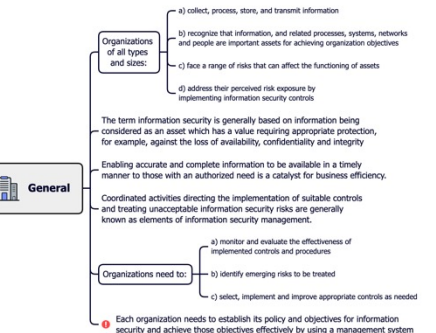 a) collect, process, store, and transmit information
Organizations
of all types
and sizes:
b) recognize that information, and related processes, systems, networks
and people are important assets for achieving organization objectives
c) face a range of risks that can affect the functioning of assets
d) address their perceived risk exposure by
implementing information security controls
The term information security is generally based on information being
considered as an asset which has a value requiring appropriate protection,
for example, against the loss of availability, confidentiality and integrity
Enabling accurate and complete information to be available in a timely
manner to those with an authorized need is a catalyst for business efficiency.
General
Coordinated activities directing the implementation of suitable controls
and treating unacceptable information security risks are generally
known as elements of information security management.
Organizations need to:
a) monitor and evaluate the effectiveness of
implemented controls and procedures
b) identify emerging risks to be treated
c) select, implement and improve appropriate controls as needed
Each organization needs to establish its policy and objectives for information
security and achieve those objectives effectively by using a management system